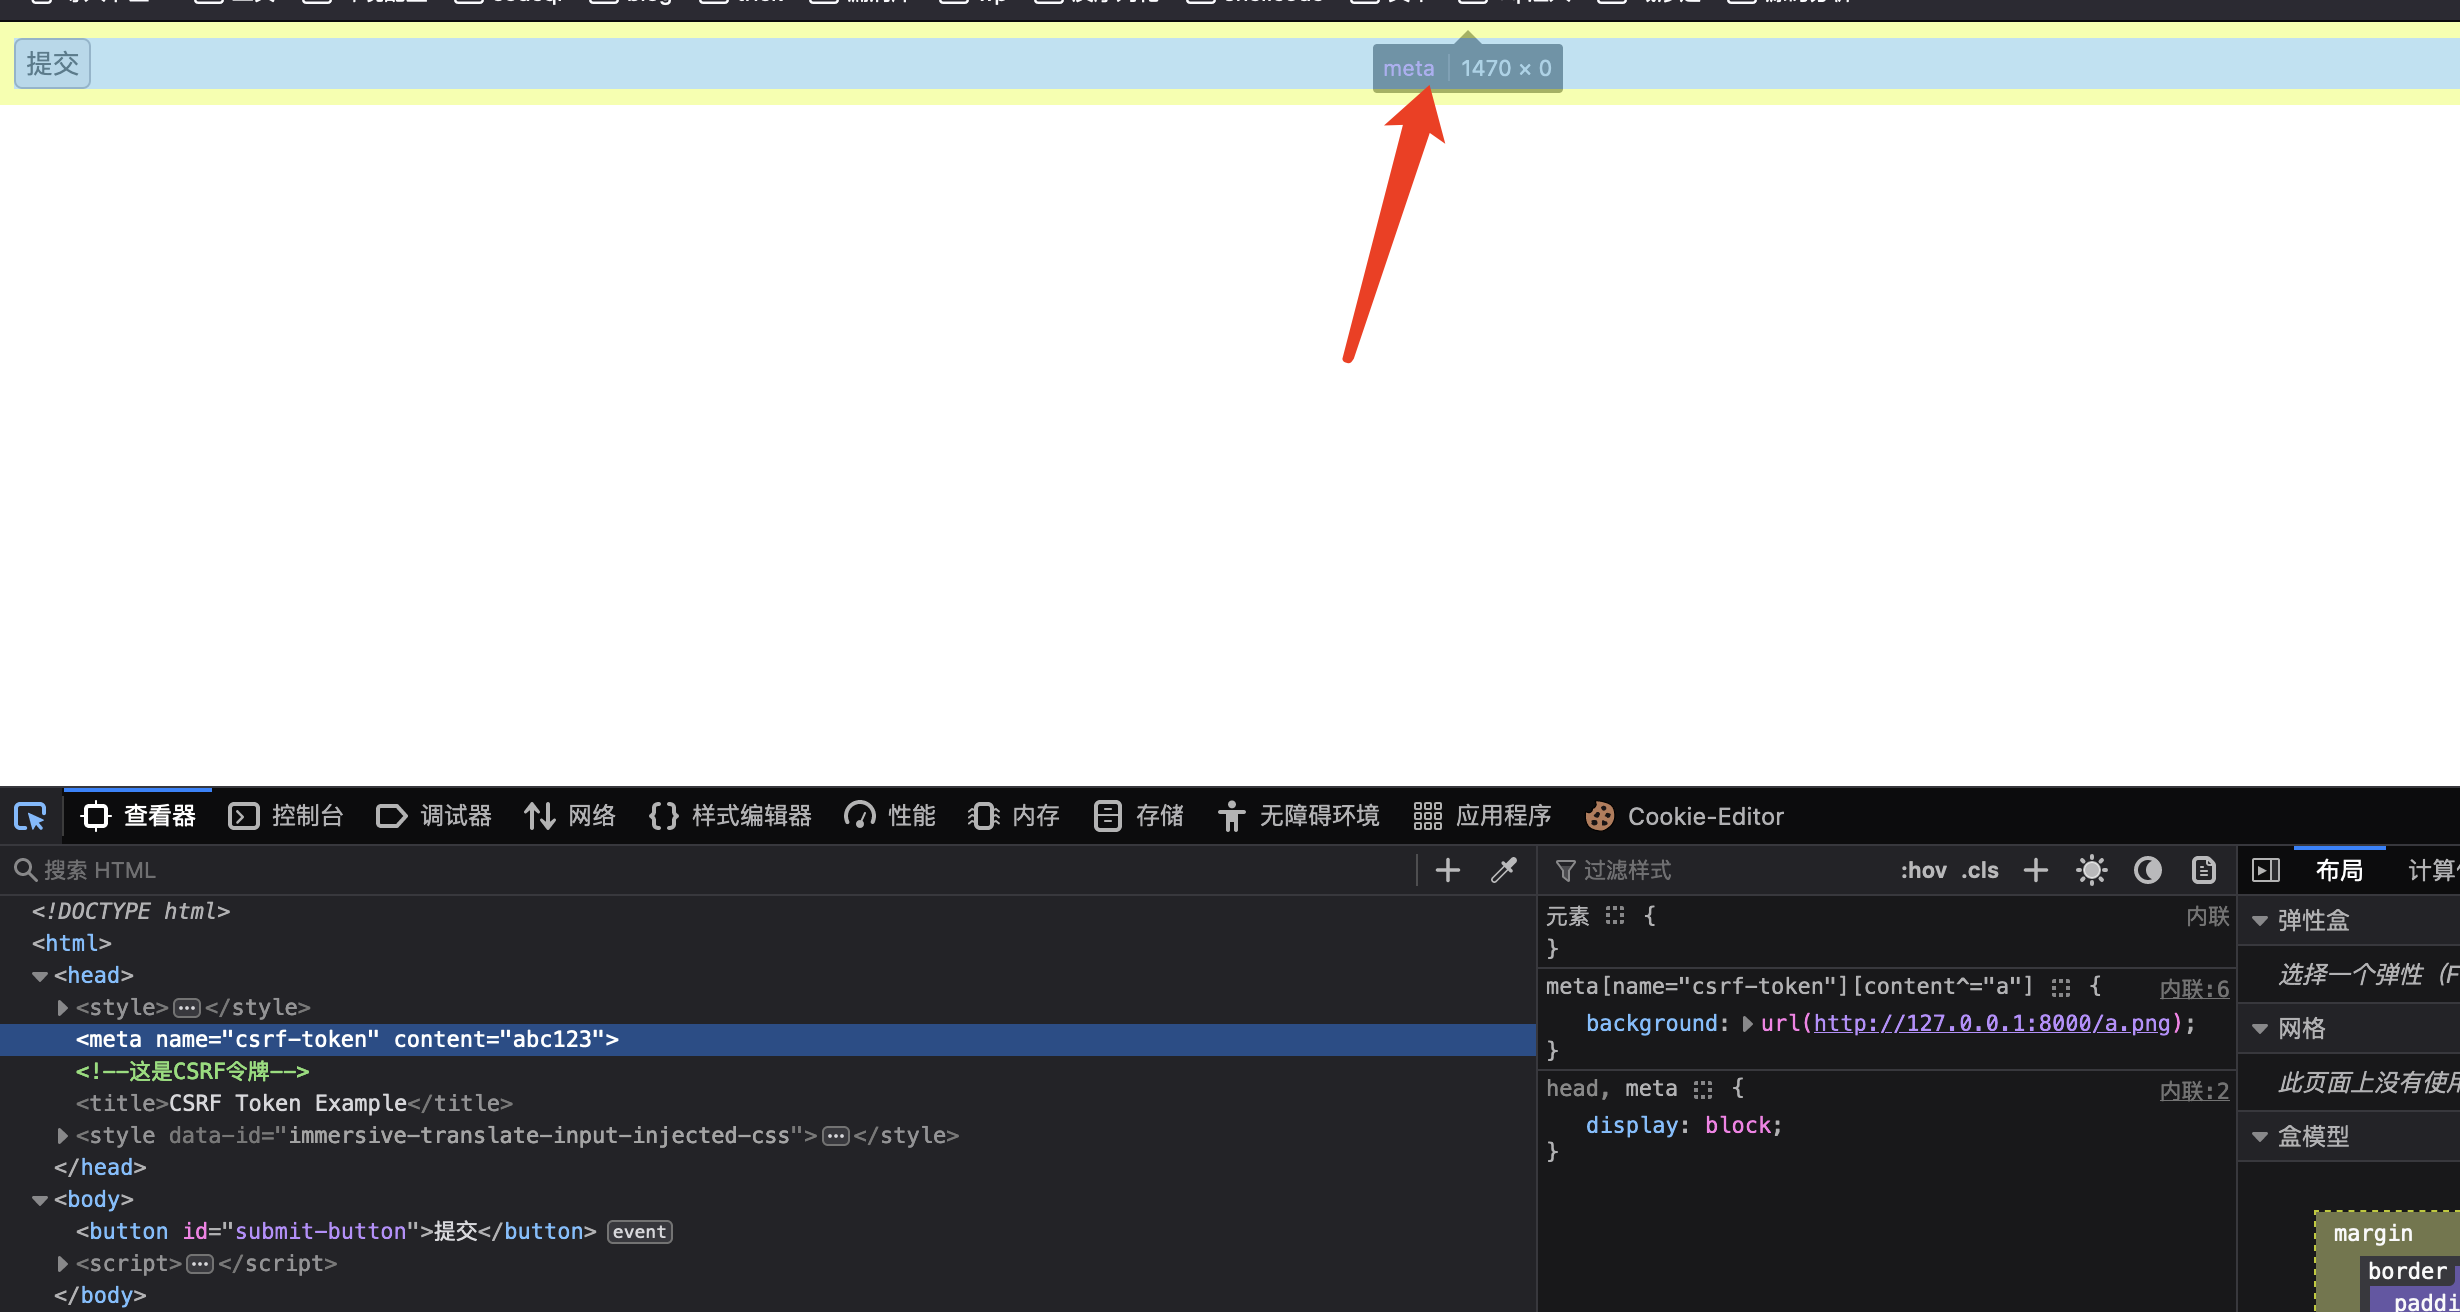 提交
meta 1470 × 0
查看器 控制台 调试器 网络 样式编辑器 性能 内存 存储 无障碍环境 应用程序 Cookie-Editor
搜索 HTML
过滤样式 :hov .cls 布局
<!DOCTYPE html>
<html>
<head>
<style></style>
<meta name="csrf-token" content="abc123">
<!--这是CSRF令牌-->
<title>CSRF Token Example</title>
<style data-id="immersive-translate-input-injected-css"></style>
</head>
<body>
<button id="submit-button">提交</button> event
<script></script>
</body>
元素 { 内联
}
meta[name="csrf-token"][content^="a"] { 内联:6
background: url(http://127.0.0.1:8000/a.png);
}
head, meta { 内联:2
display: block;
}
弹性盒
选择一个弹性
网格
此页面上没有使用
盒模型
margin
border